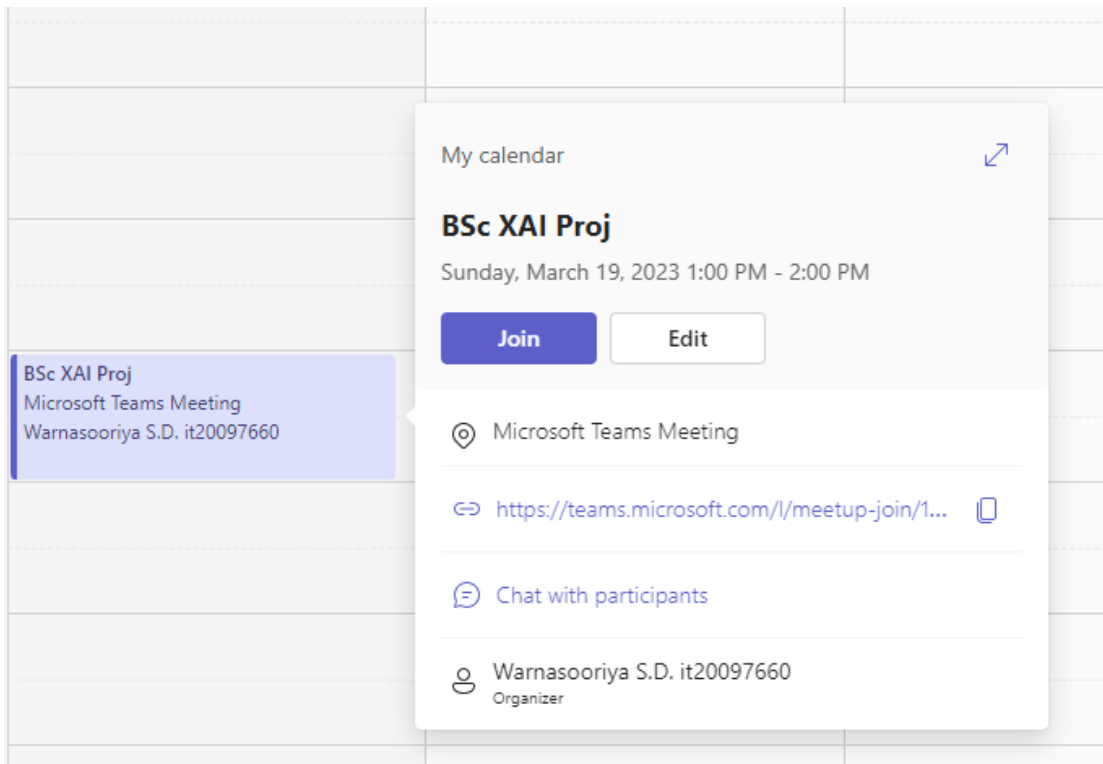 BSc XAI Proj
Microsoft Teams Meeting
Warnasooriya S.D. it20097660
My calendar
BSc XAI Proj
Sunday, March 19, 2023 1:00 PM - 2:00 PM
Join Edit
Microsoft Teams Meeting
https://teams.microsoft.com/l/meetup-join/1...
Chat with participants
Warnasooriya S.D. it20097660
Organizer